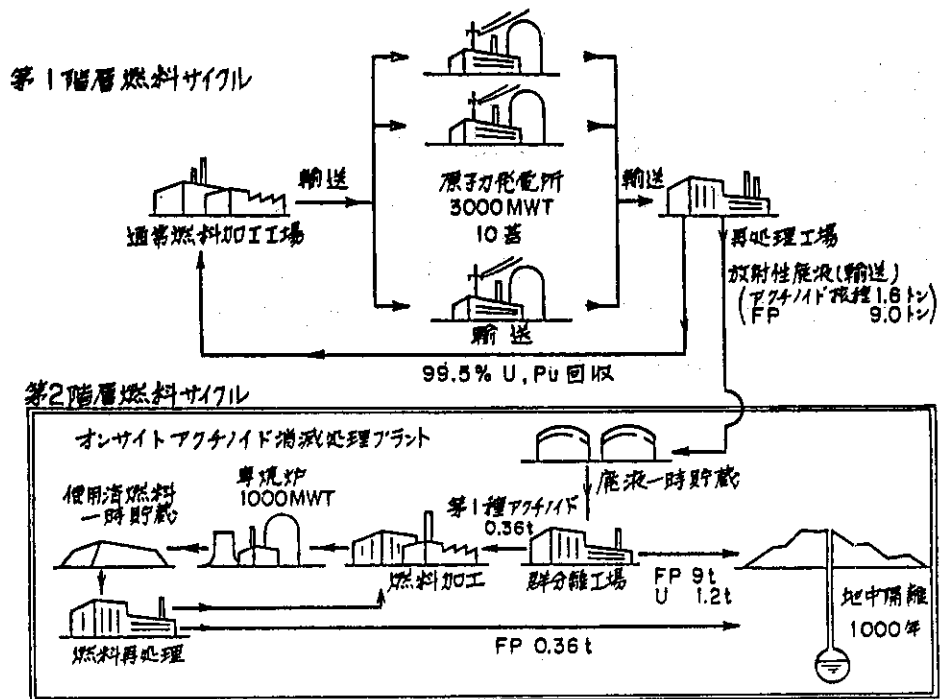 第1階層燃料サイクル
輸送
通常燃料加工工場
原子力発電所
3000MWT
10基
輸送
再処理工場
放射性廃液(輸送)
(アクチノイド核種 1.6トン
FP 9.0トン)
輸送
99.5% U, Pu 回収
第2階層燃料サイクル
オンサイトアクチノイド消滅処理プラント
廃液一時貯蔵
専焼炉
1000MWT
使用済燃料
一時貯蔵
第1種アクチノイド
0.36t
燃料加工
群分離工場
FP 9t
U 1.2t
地中隔離
1000年
燃料再処理
FP 0.36t